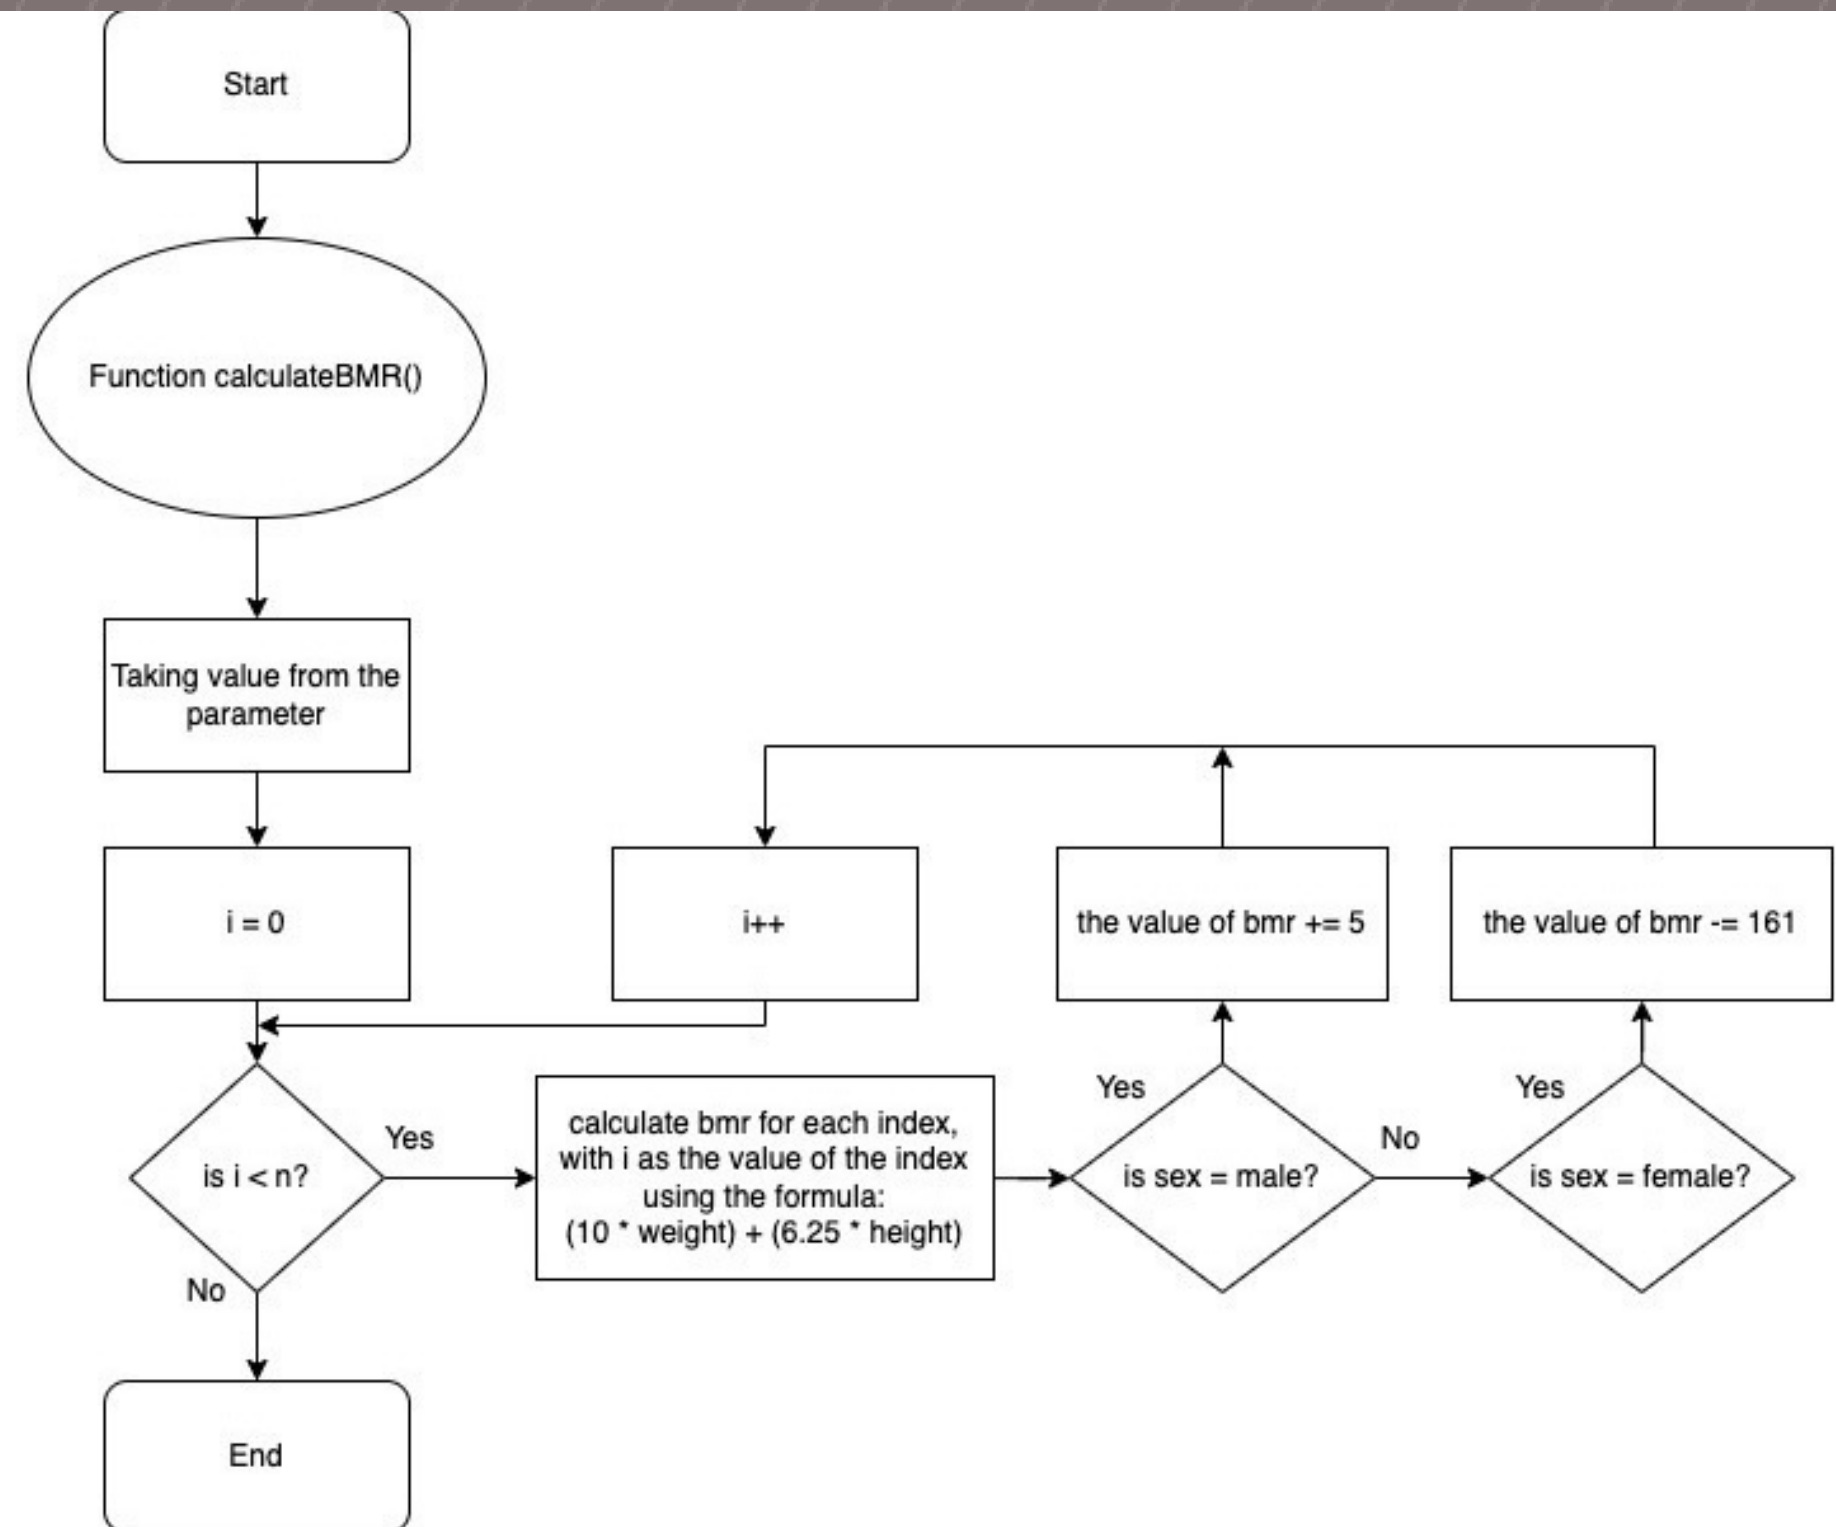 Start
Function calculateBMR()
Taking value from the
parameter
i = 0
i++
the value of bmr += 5
the value of bmr -= 161
is i < n?
Yes
No
calculate bmr for each index,
with i as the value of the index
using the formula:
(10 * weight) + (6.25 * height)
is sex = male?
Yes
No
is sex = female?
Yes
End